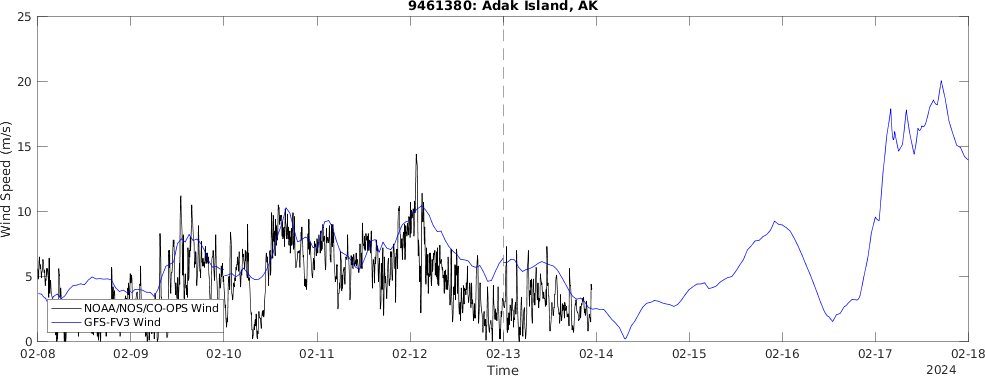 9461380: Adak Island, AK
25
20
15
10
5
0
Wind Speed (m/s)
NOAA/NOS/CO-OPS Wind
GFS-FV3 Wind
02-08 02-09 02-10 02-11 02-12 02-13 02-14 02-15 02-16 02-17 02-18
Time
2024